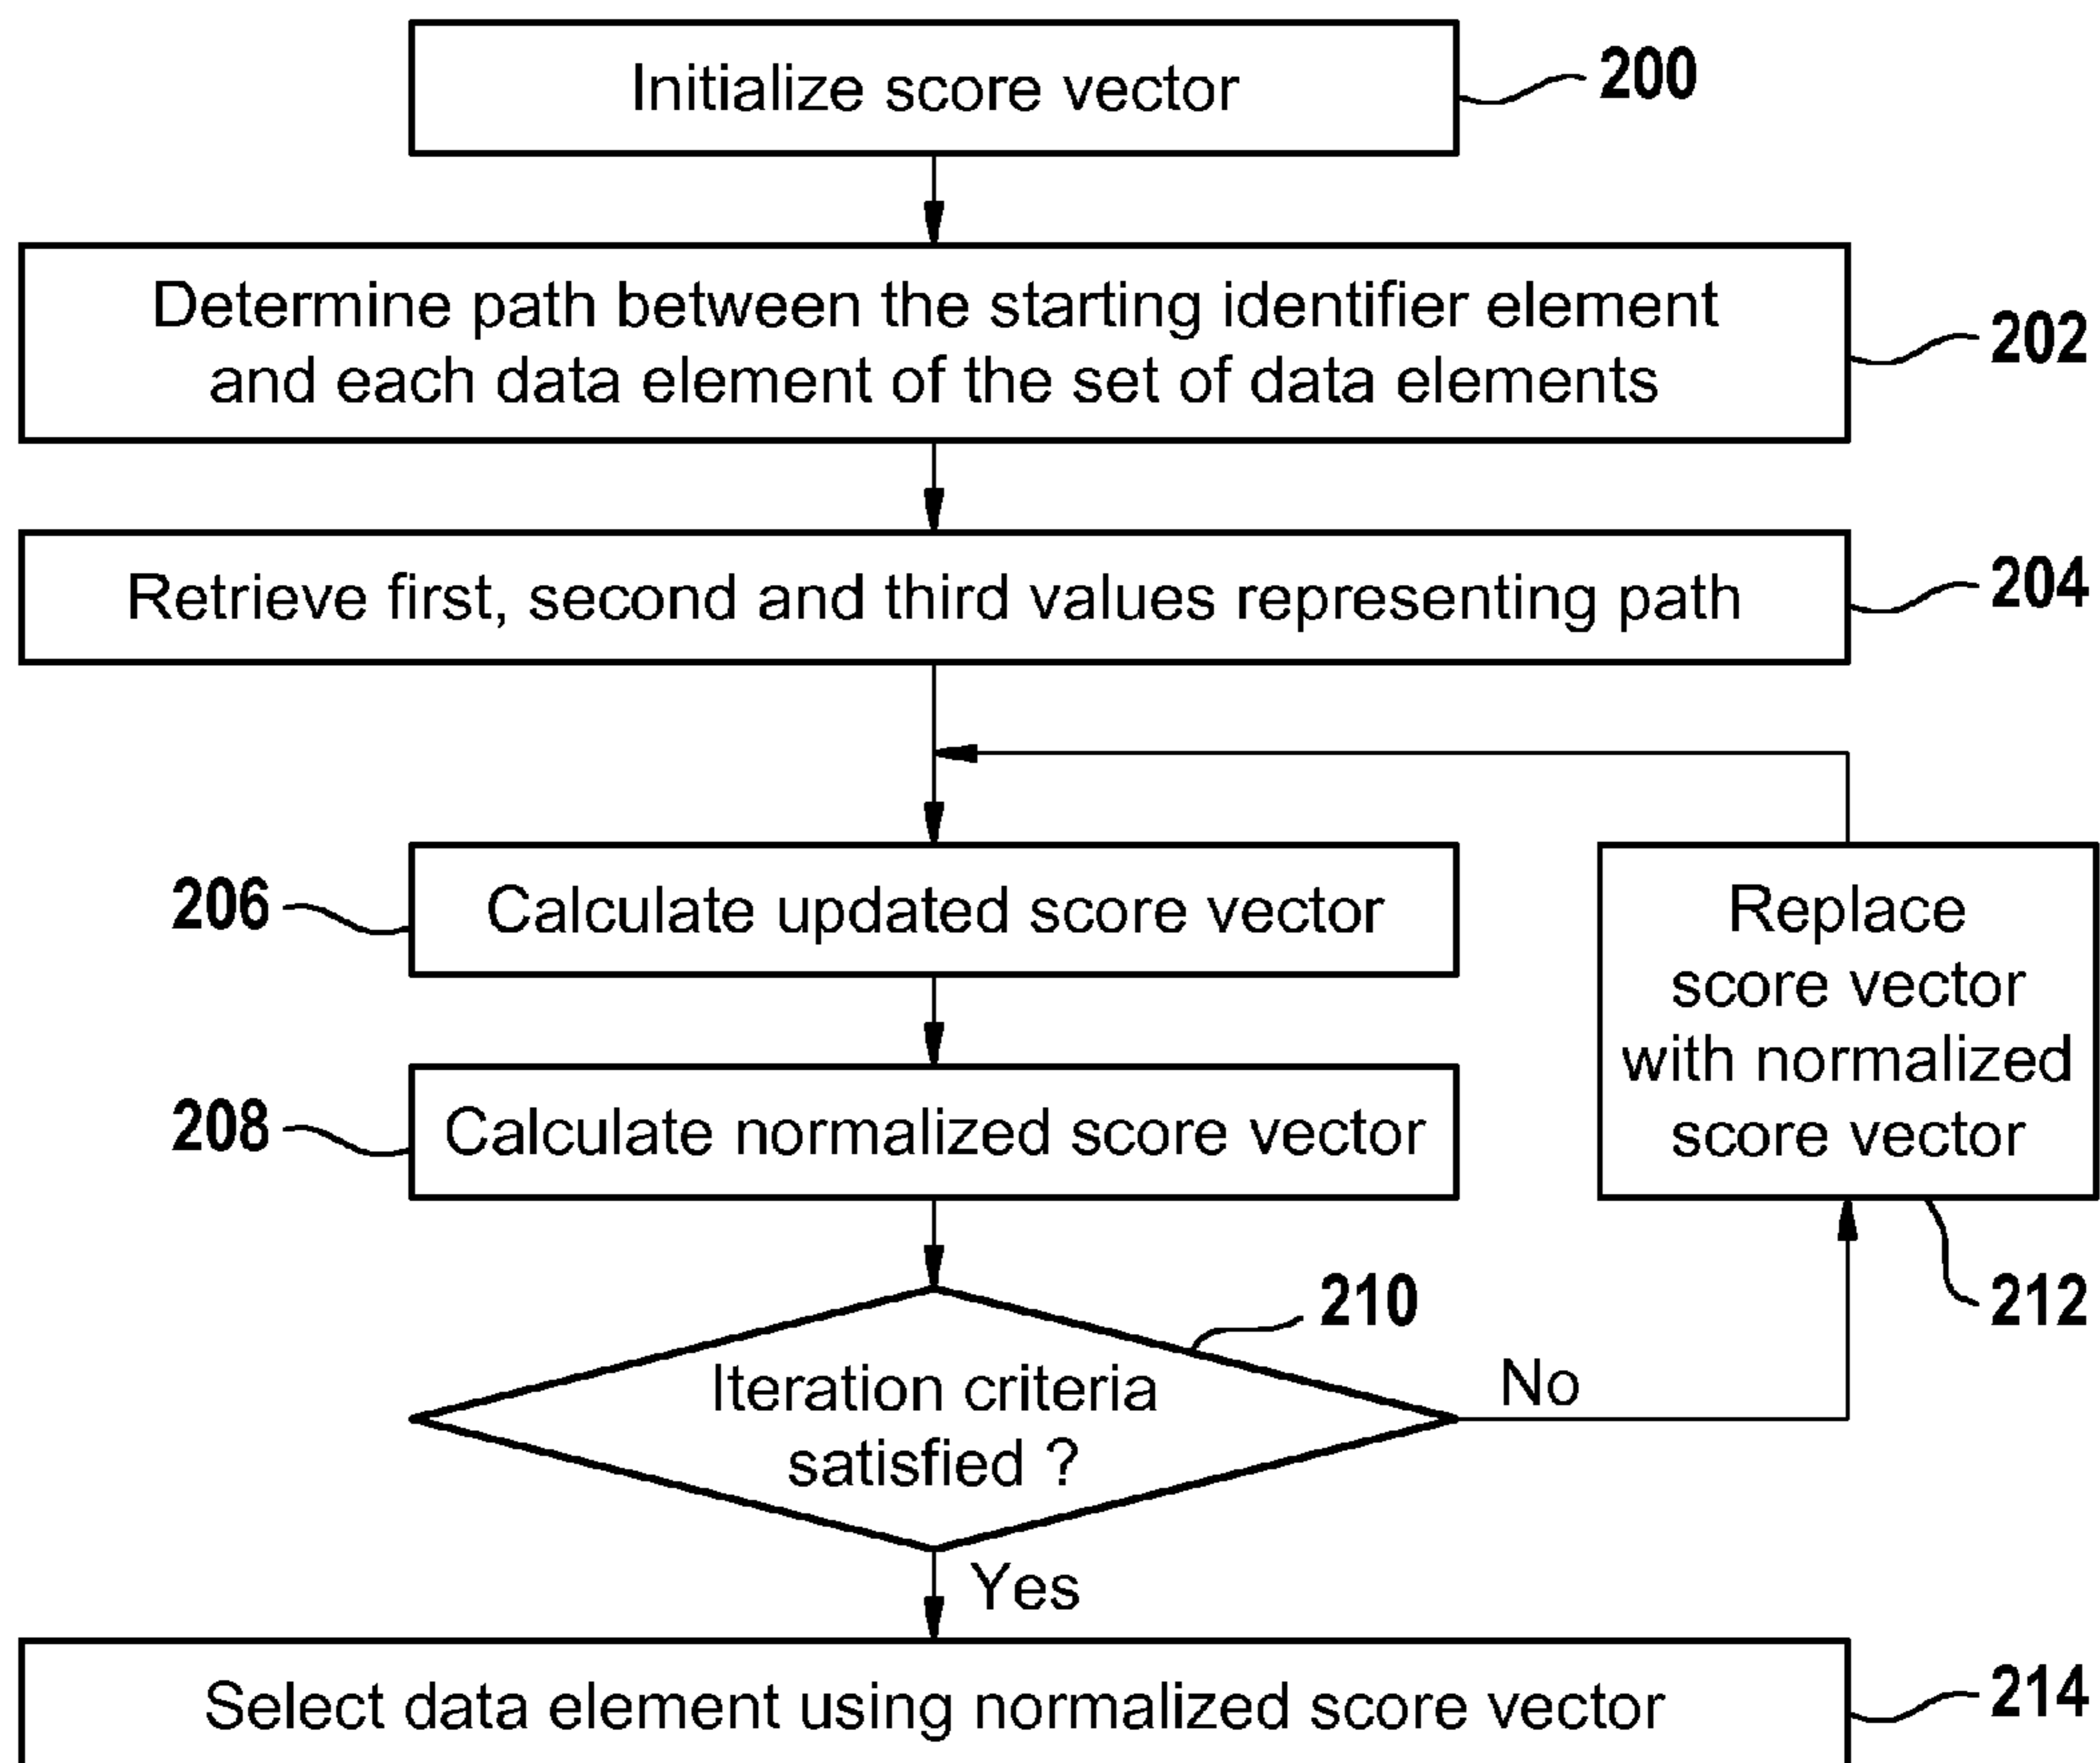 Initialize score vector
200
Determine path between the starting identifier element
and each data element of the set of data elements
202
Retrieve first, second and third values representing path
204
206
Calculate updated score vector
Replace
score vector
with normalized
score vector
208
Calculate normalized score vector
210
212
Iteration criteria
satisfied ?
No
Yes
Select data element using normalized score vector
214